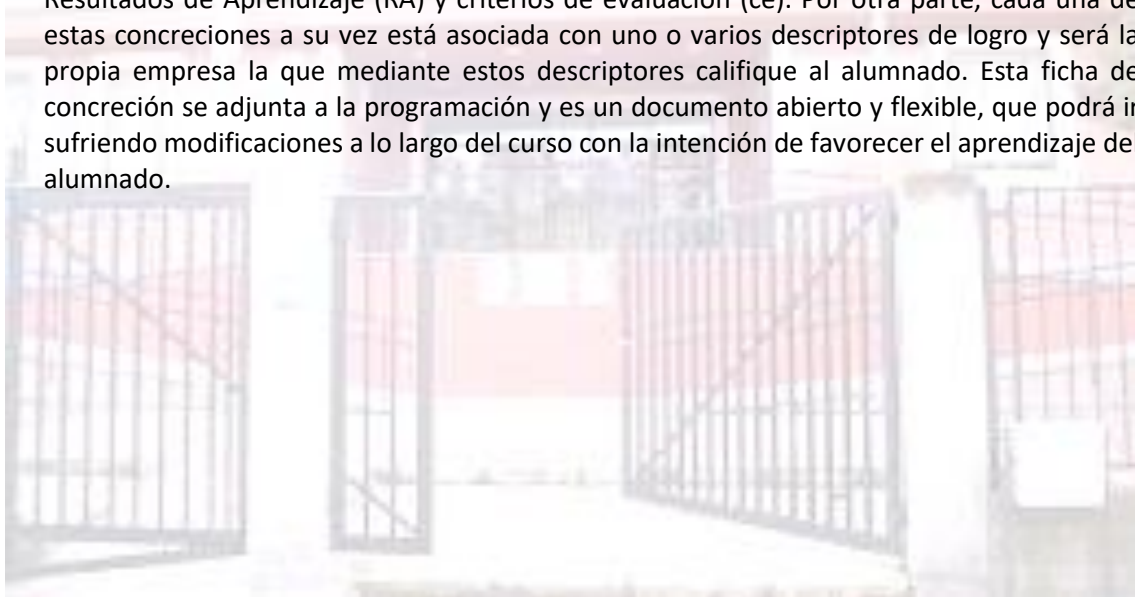 Resultados de Aprendizaje (RA) y criterios de evaluación (ce). Por otra parte, cada una de
estas concreciones a su vez está asociada con uno o varios descriptores de logro y será la
propia empresa la que mediante estos descriptores califique al alumnado. Esta ficha de
concreción se adjunta a la programación y es un documento abierto y flexible, que podrá ir
sufriendo modificaciones a lo largo del curso con la intención de favorecer el aprendizaje del
alumnado.